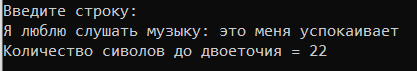 Введите строку:
Я люблю слушать музыку: это меня успокаивает
Количество сиволов до двоеточия = 22